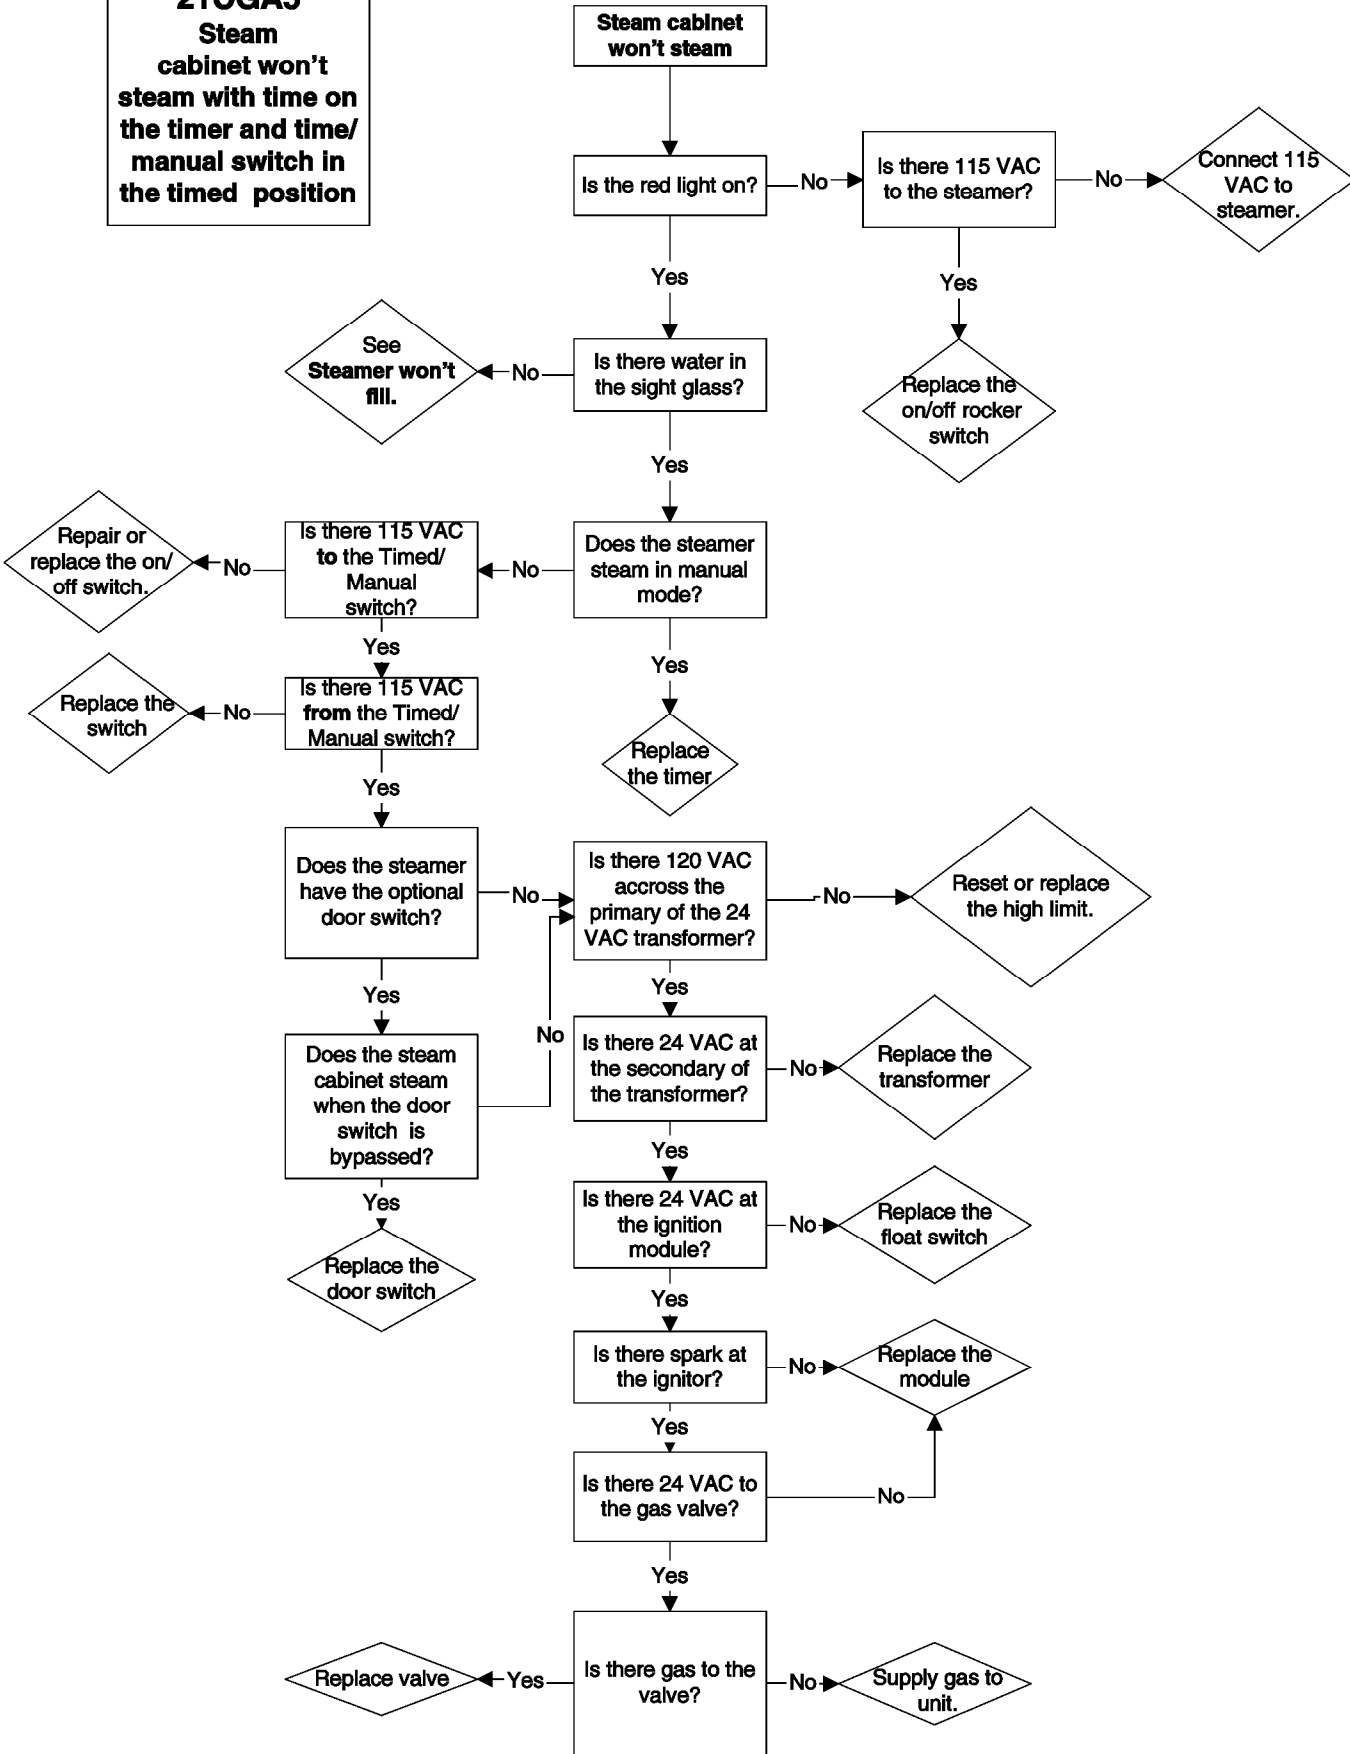 21CGA5
Steam
cabinet won't
steam with time on
the timer and time/
manual switch in
the timed position
Steam cabinet
won't steam
Is the red light on?
No
Is there 115 VAC
to the steamer?
No
Connect 115
VAC to
steamer.
Yes
Yes
Replace the
on/off rocker
switch
Is there water in
the sight glass?
No
See
Steamer won't
fill.
Yes
Does the steamer
steam in manual
mode?
No
Is there 115 VAC
to the Timed/
Manual
switch?
No
Repair or
replace the on/
off switch.
Yes
Yes
Replace
the timer
Is there 115 VAC
from the Timed/
Manual switch?
No
Replace the
switch
Yes
Does the steamer
have the optional
door switch?
No
Is there 120 VAC
accross the
primary of the 24
VAC transformer?
No
Reset or replace
the high limit.
Yes
Yes
Does the steam
cabinet steam
when the door
switch is
bypassed?
No
Is there 24 VAC at
the secondary of
the transformer?
No
Replace the
transformer
Yes
Yes
Replace the
door switch
Is there 24 VAC at
the ignition
module?
No
Replace the
float switch
Yes
Is there spark at
the ignitor?
No
Replace the
module
Yes
Is there 24 VAC to
the gas valve?
No
Yes
Is there gas to the
valve?
Yes
Replace valve
No
Supply gas to
unit.